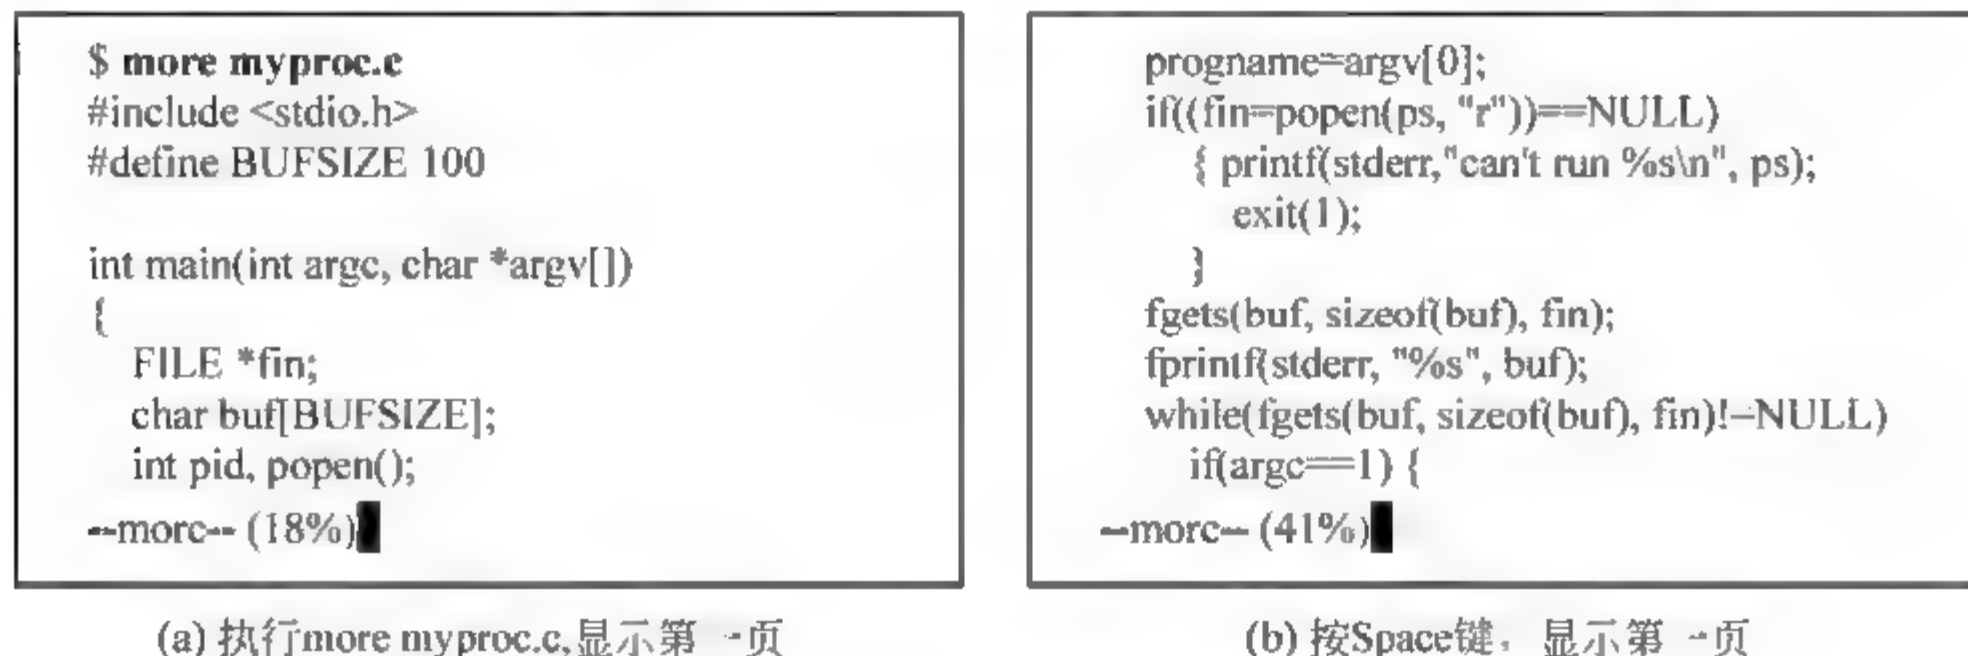 $ more myproc.c
#include <stdio.h>
#define BUFSIZE 100
int main(int argc, char *argv[])
{
FILE *fin;
char buf[BUFSIZE];
int pid, popen();
--more-- (18%)
(a) 执行more myproc.c,显示第一页
progname=argv[0];
if((fin=popen(ps, "r"))==NULL)
{ printf(stderr,"can't run %s\n", ps);
exit(1);
}
fgets(buf, sizeof(buf), fin);
fprintf(stderr, "%s", buf);
while(fgets(buf, sizeof(buf), fin)!=NULL)
if(argc==1) {
--more-- (41%)
(b) 按Space键，显示第 页